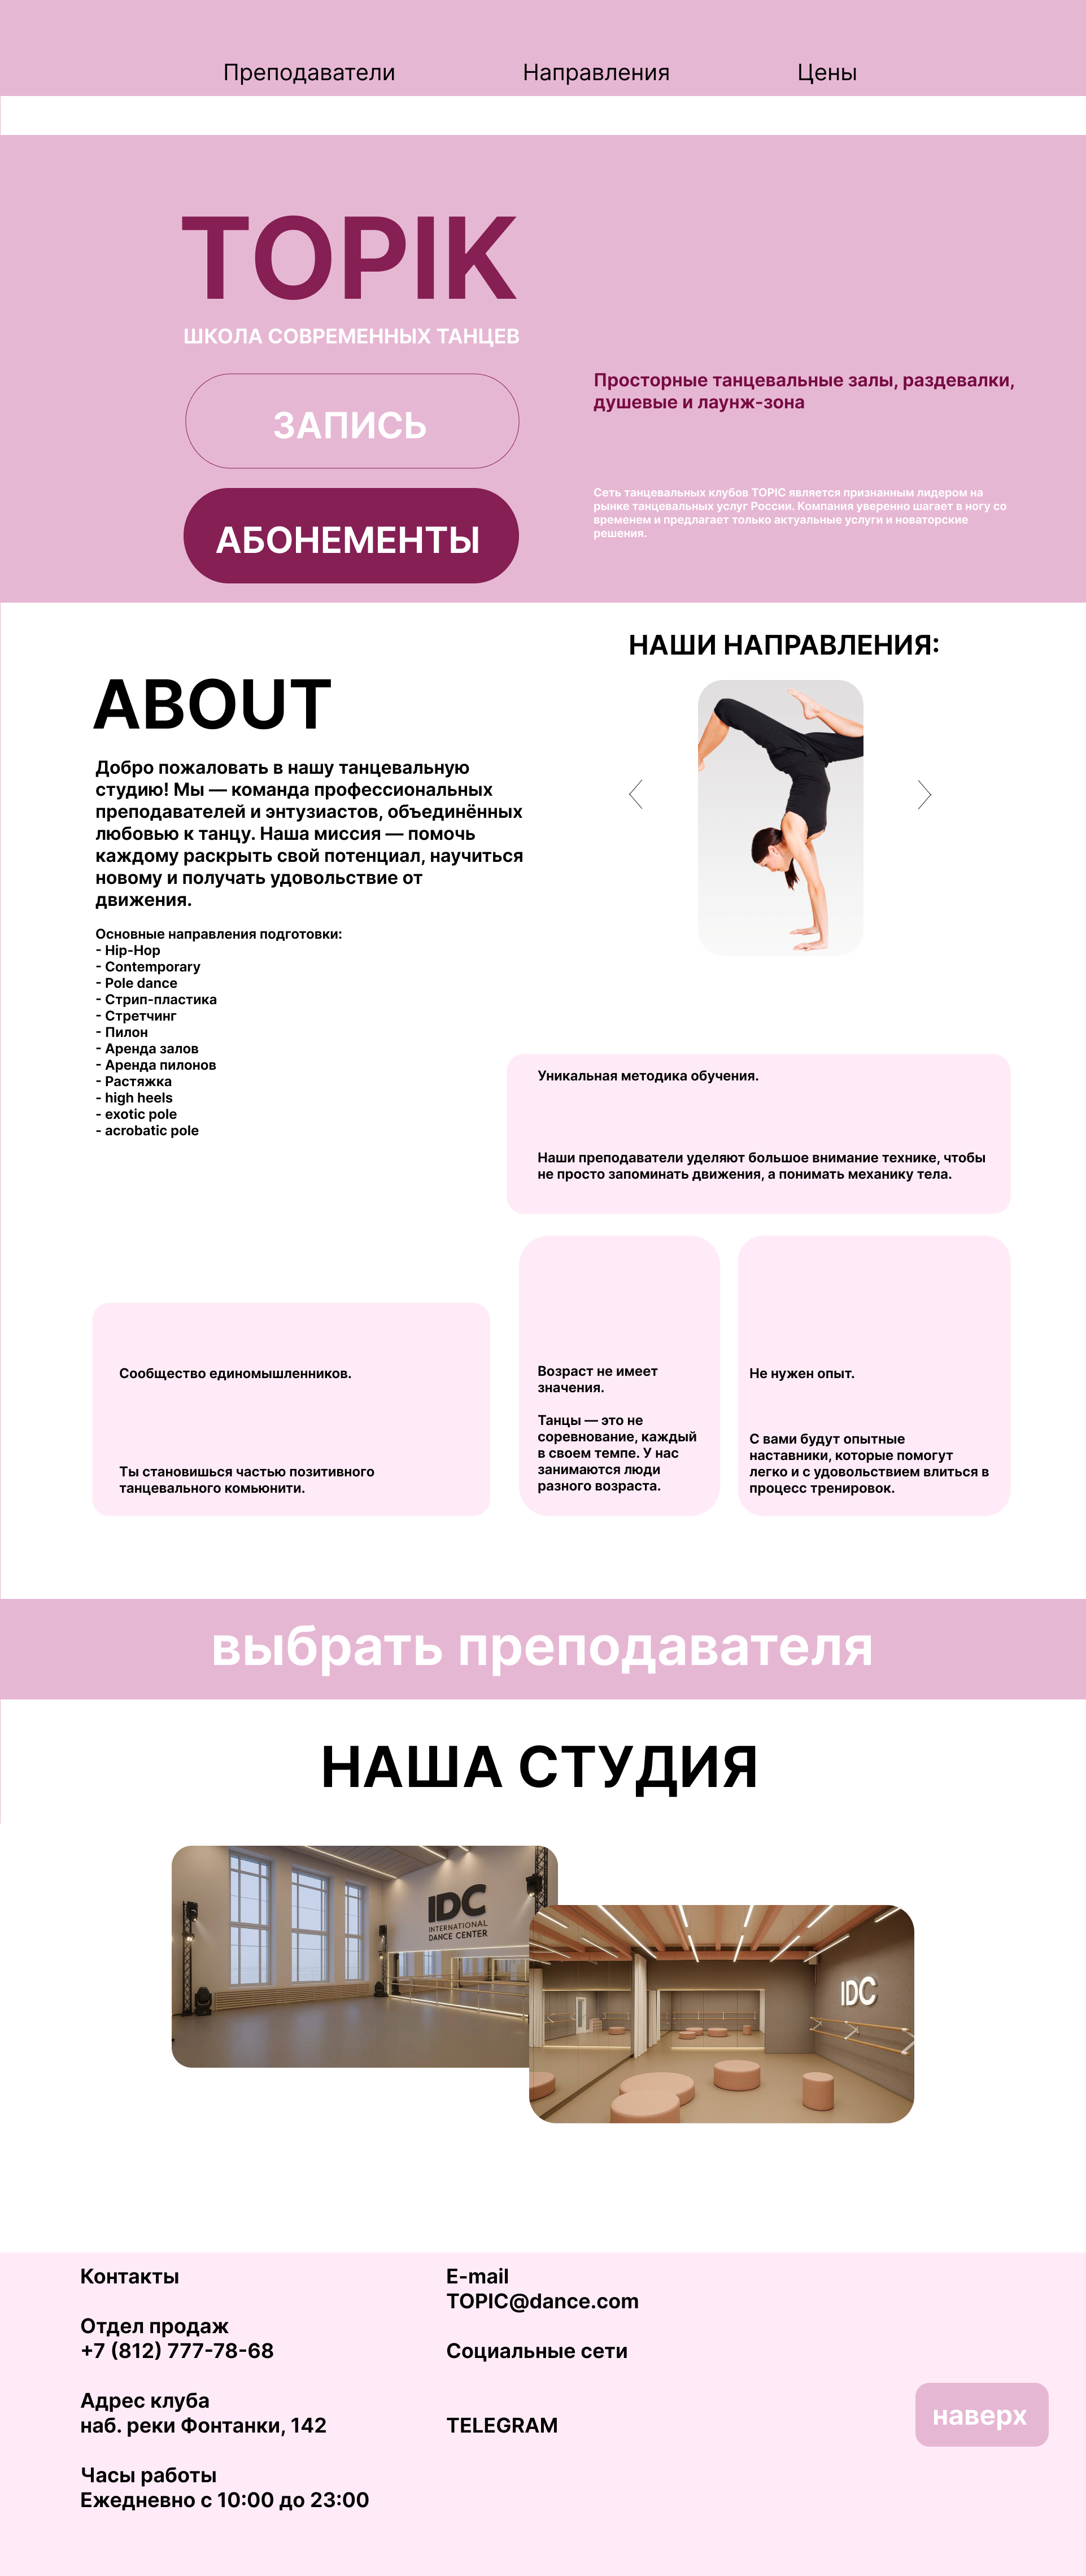 Преподаватели
Направления
Цены
TOPIK
ШКОЛА СОВРЕМЕННЫХ ТАНЦЕВ
ЗАПИСЬ
АБОНЕМЕНТЫ
Просторные танцевальные залы, раздевалки,
душевые и лаунж-зона
Сеть танцевальных клубов TOPIC является признанным лидером на
рынке танцевальных услуг России. Компания уверенно шагает в ногу со
временем и предлагает только актуальные услуги и новаторские
решения.
ABOUT
Добро пожаловать в нашу танцевальную
студию! Мы — команда профессиональных
преподавателей и энтузиастов, объединённых
любовью к танцу. Наша миссия — помочь
каждому раскрыть свой потенциал, научиться
новому и получать удовольствие от
движения.
Основные направления подготовки:
- Hip-Hop
- Contemporary
- Pole dance
- Стрип-пластика
- Стретчинг
- Пилон
- Аренда залов
- Аренда пилонов
- Растяжка
- high heels
- exotic pole
- acrobatic pole
НАШИ НАПРАВЛЕНИЯ:
Уникальная методика обучения.
Наши преподаватели уделяют большое внимание технике, чтобы
не просто запоминать движения, а понимать механику тела.
Сообщество единомышленников.
Ты становишься частью позитивного
танцевального комьюнити.
Возраст не имеет
значения.
Танцы — это не
соревнование, каждый
в своем темпе. У нас
занимаются люди
разного возраста.
Не нужен опыт.
С вами будут опытные
наставники, которые помогут
легко и с удовольствием влиться в
процесс тренировок.
выбрать преподавателя
НАША СТУДИЯ
IDC
INTERNATIONAL
DANCE CENTER
IDC
Контакты
Отдел продаж
+7 (812) 777-78-68
Адрес клуба
наб. реки Фонтанки, 142
Часы работы
Ежедневно с 10:00 до 23:00
E-mail
TOPIC@dance.com
Социальные сети
TELEGRAM
наверх